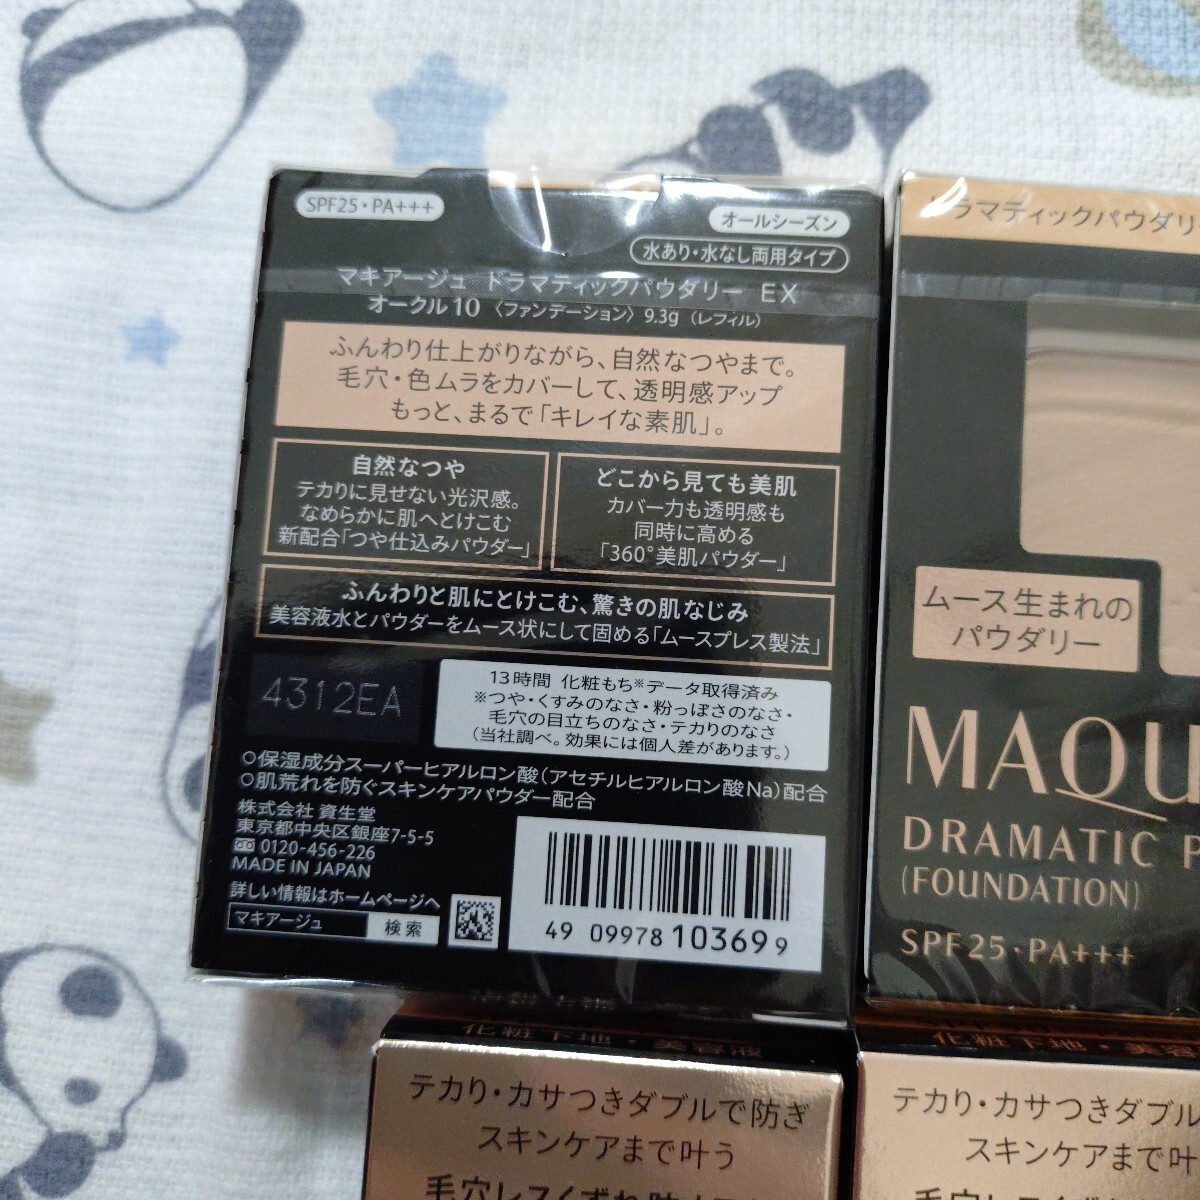 SPF25・PA+++
オールシーズン
水あり・水なし両用タイプ
マキアージュ ドラマティックパウダリー EX
オークル10 〈ファンデーション〉 9.3g (レフィル)
ふんわり仕上がりながら、自然なつやまで。
毛穴・色ムラをカバーして、透明感アップ
もっと、まるで「キレイな素肌」。
自然なつや
テカりに見せない光沢感。
なめらかに肌へとけこむ
新配合「つや仕込みパウダー」
どこから見ても美肌
カバー力も透明感も
同時に高める
「360°美肌パウダー」
ふんわりと肌にとけこむ、驚きの肌なじみ
美容液水とパウダーをムース状にして固める「ムースプレス製法」
4312EA
13時間 化粧もち※データ取得済み
※つや・くすみのなさ・粉っぽさのなさ・
毛穴の目立ちのなさ・テカりのなさ
(当社調べ。効果には個人差があります。)
○保湿成分スーパーヒアルロン酸(アセチルヒアルロン酸Na)配合
○肌荒れを防ぐスキンケアパウダー配合
株式会社 資生堂
東京都中央区銀座7-5-5
0120-456-226
MADE IN JAPAN
詳しい情報はホームページへ
マキアージュ 検索
49 09978 103699
ドラマティックパウダリー
ムース生まれの
パウダリー
MAQU
DRAMATIC P
(FOUNDATION)
SPF25・PA+++
化粧下地・美容液
テカり・カサつきダブルで防ぎ
スキンケアまで叶う
化粧下地・美容
テカり・カサつきダブル
スキンケアまで叶